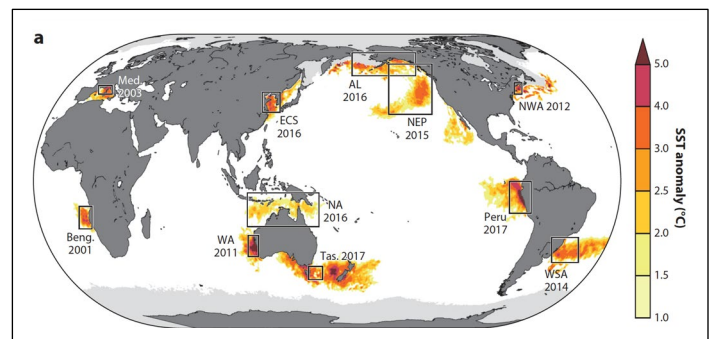 a
Med.
2003
ECS
2016
AL
2016
NEP
2015
NWA 2012
Beng.
2001
NA
2016
WA
2011
Tas. 2017
Peru
2017
WSA
2014
5.0
4.0
3.0
2.5
2.0
1.5
1.0
SST anomaly (°C)